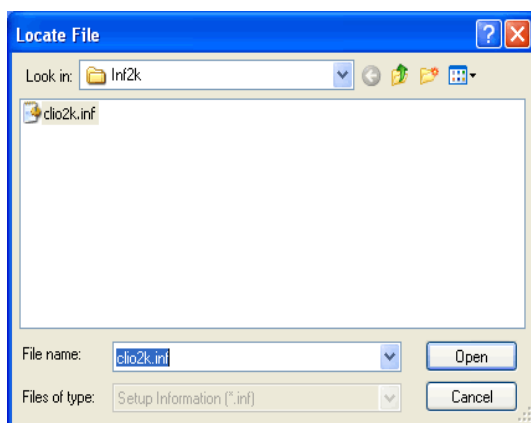 Locate File
Look in: Inf2k
clio2k.inf
File name: clio2k.inf Open
Files of type: Setup Information (*.inf) Cancel